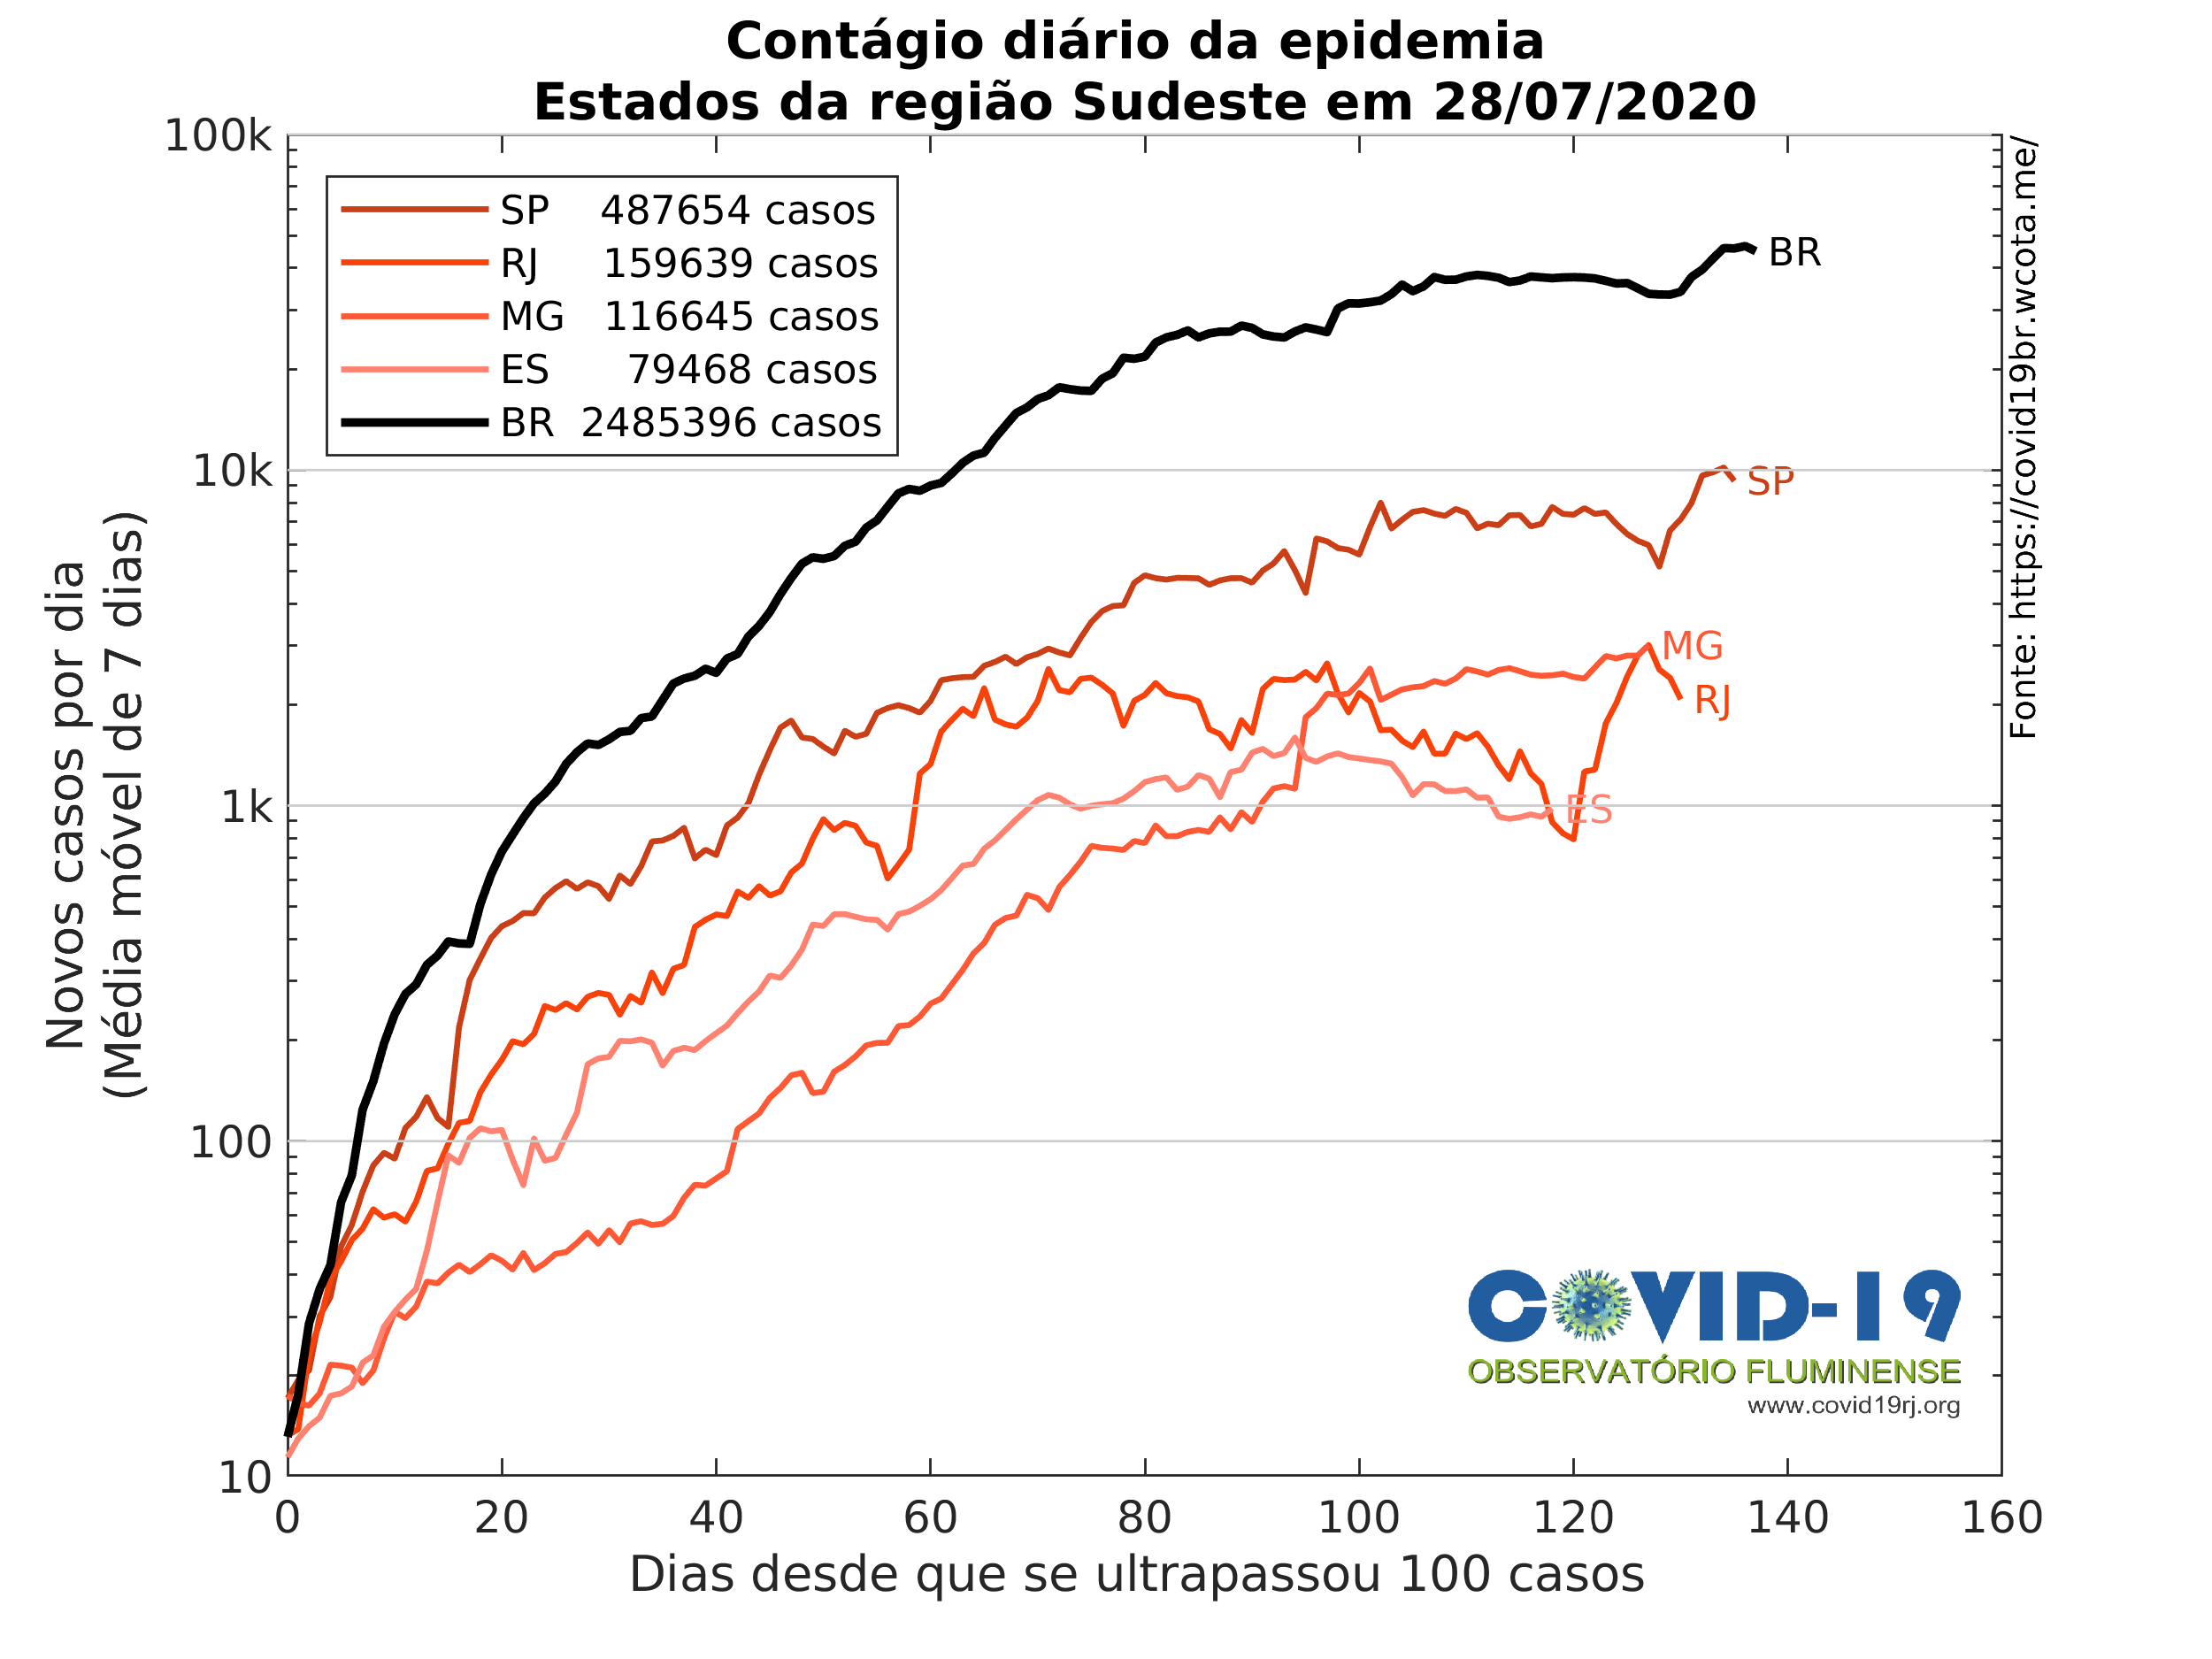 Contágio diário da epidemia
Estados da região Sudeste em 28/07/2020
Novos casos por dia
(Média móvel de 7 dias)
100k
10k
1k
100
10
SP 487654 casos
RJ 159639 casos
MG 116645 casos
ES 79468 casos
BR 2485396 casos
BR
SP
MG
RJ
ES
Fonte: https://covid19br.wcota.me/
COVID-19
OBSERVATÓRIO FLUMINENSE
www.covid19rj.org
0 20 40 60 80 100 120 140 160
Dias desde que se ultrapassou 100 casos